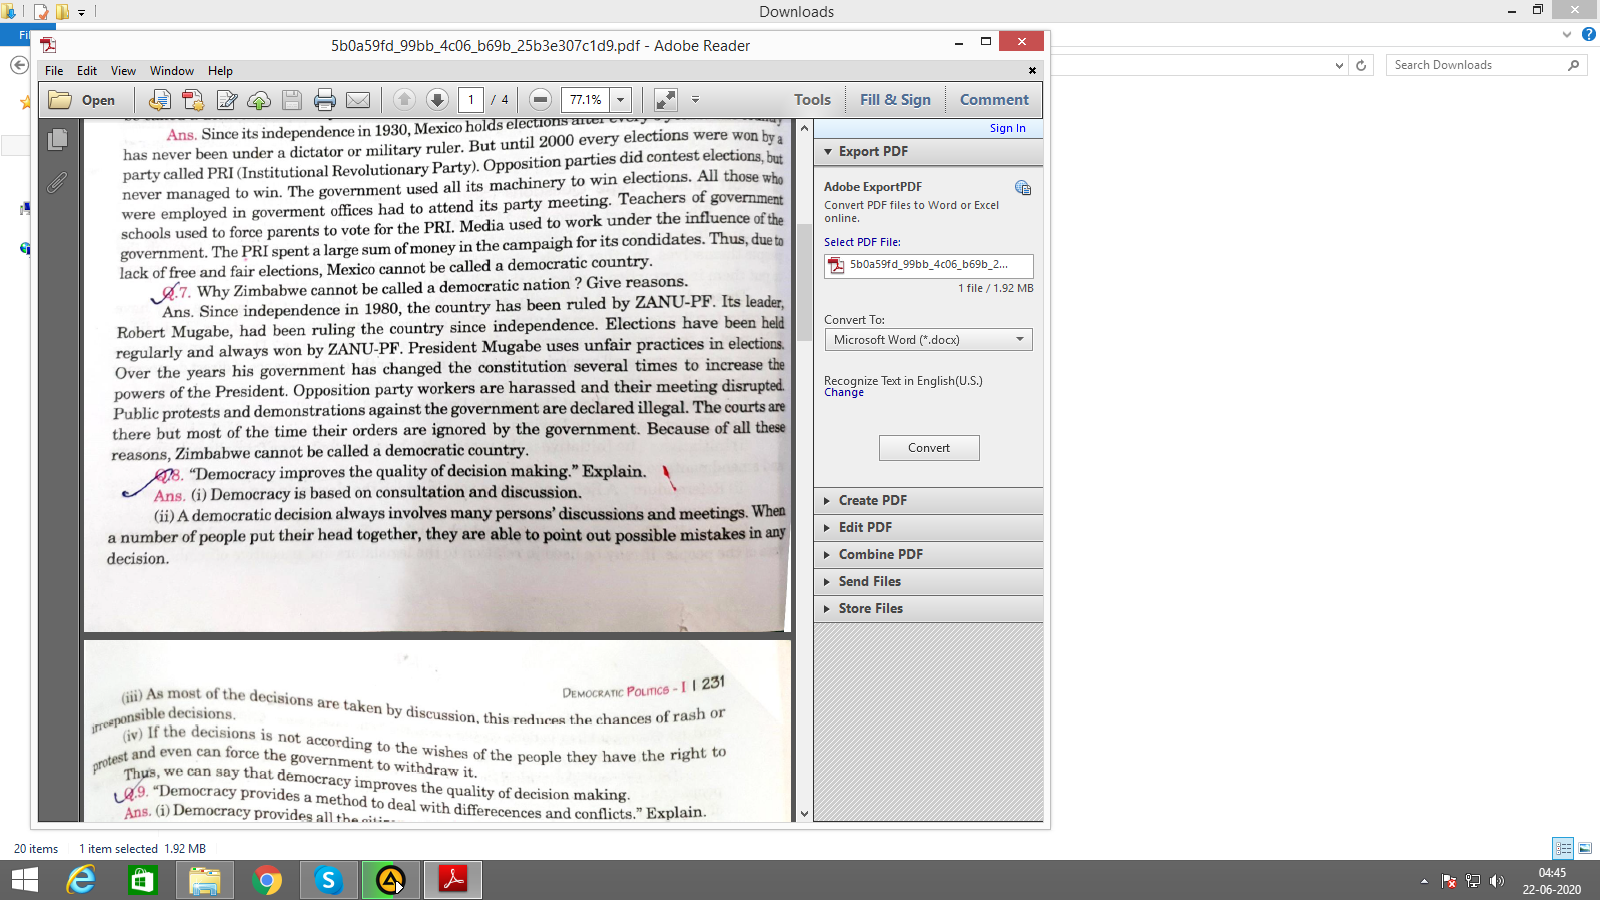 Downloads
File
5b0a59fd_99bb_4c06_b69b_25b3e307c1d9.pdf - Adobe Reader
File Edit View Window Help
Search Downloads
Open 1 / 4 77.1% Tools Fill & Sign Comment
Sign In
Export PDF
Adobe ExportPDF
Convert PDF files to Word or Excel
online.
Select PDF File:
5b0a59fd_99bb_4c06_b69b_2...
1 file / 1.92 MB
Convert To:
Microsoft Word (*.docx)
Recognize Text in English(U.S.)
Change
Convert
Create PDF
Edit PDF
Combine PDF
Send Files
Store Files
Ans. Since its independence in 1930, Mexico holds elections after every
has never been under a dictator or military ruler. But until 2000 every elections were won by a
party called PRI (Institutional Revolutionary Party). Opposition parties did contest elections, but
never managed to win. The government used all its machinery to win elections. All those who
were employed in goverment offices had to attend its party meeting. Teachers of government
schools used to force parents to vote for the PRI. Media used to work under the influence of the
government. The PRI spent a large sum of money in the campaigh for its condidates. Thus, due to
lack of free and fair elections, Mexico cannot be called a democratic country.
Q.7. Why Zimbabwe cannot be called a democratic nation ? Give reasons.
Ans. Since independence in 1980, the country has been ruled by ZANU-PF. Its leader,
Robert Mugabe, had been ruling the country since independence. Elections have been held
regularly and always won by ZANU-PF. President Mugabe uses unfair practices in elections.
Over the years his government has changed the constitution several times to increase the
powers of the President. Opposition party workers are harassed and their meeting disrupted.
Public protests and demonstrations against the government are declared illegal. The courts are
there but most of the time their orders are ignored by the government. Because of all these
reasons, Zimbabwe cannot be called a democratic country.
Q.8. “Democracy improves the quality of decision making.” Explain.
Ans. (i) Democracy is based on consultation and discussion.
(ii) A democratic decision always involves many persons’ discussions and meetings. When
a number of people put their head together, they are able to point out possible mistakes in any
decision.
DEMOCRATIC POLITICS - I | 231
(iii) As most of the decisions are taken by discussion, this reduces the chances of rash or
irresponsible decisions.
(iv) If the decisions is not according to the wishes of the people they have the right to
protest and even can force the government to withdraw it.
Thus, we can say that democracy improves the quality of decision making.
Q.9. “Democracy provides a method to deal with differecences and conflicts.” Explain.
Ans. (i) Democracy provides all the
20 items 1 item selected 1.92 MB
04:45
22-06-2020